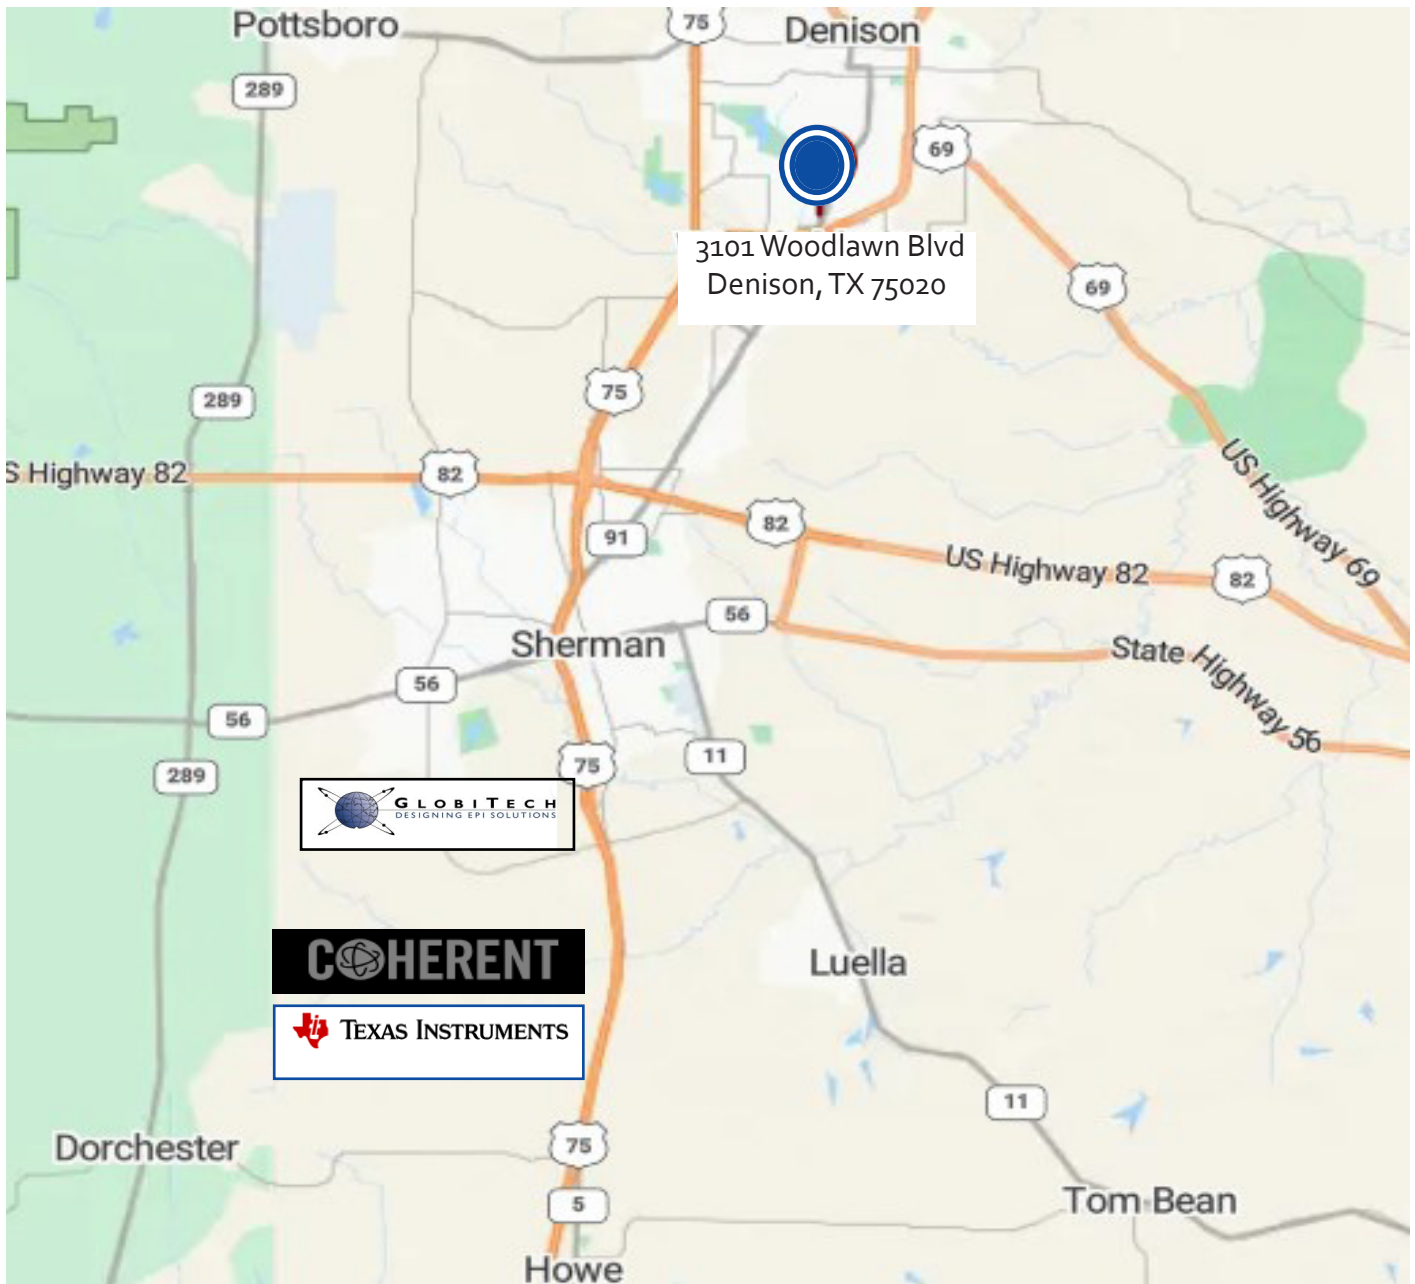 Pottsboro
75
Denison
289
69
3101 Woodlawn Blvd
Denison, TX 75020
69
75
289
S Highway 82
82
82
91
US Highway 82
82
US Highway 69
56
Sherman
State Highway 56
56
56
11
75
289
GLOBITECH
DESIGNING EPI SOLUTIONS
COHERENT
Luella
TEXAS INSTRUMENTS
11
Dorchester
75
5
Tom Bean
Howe